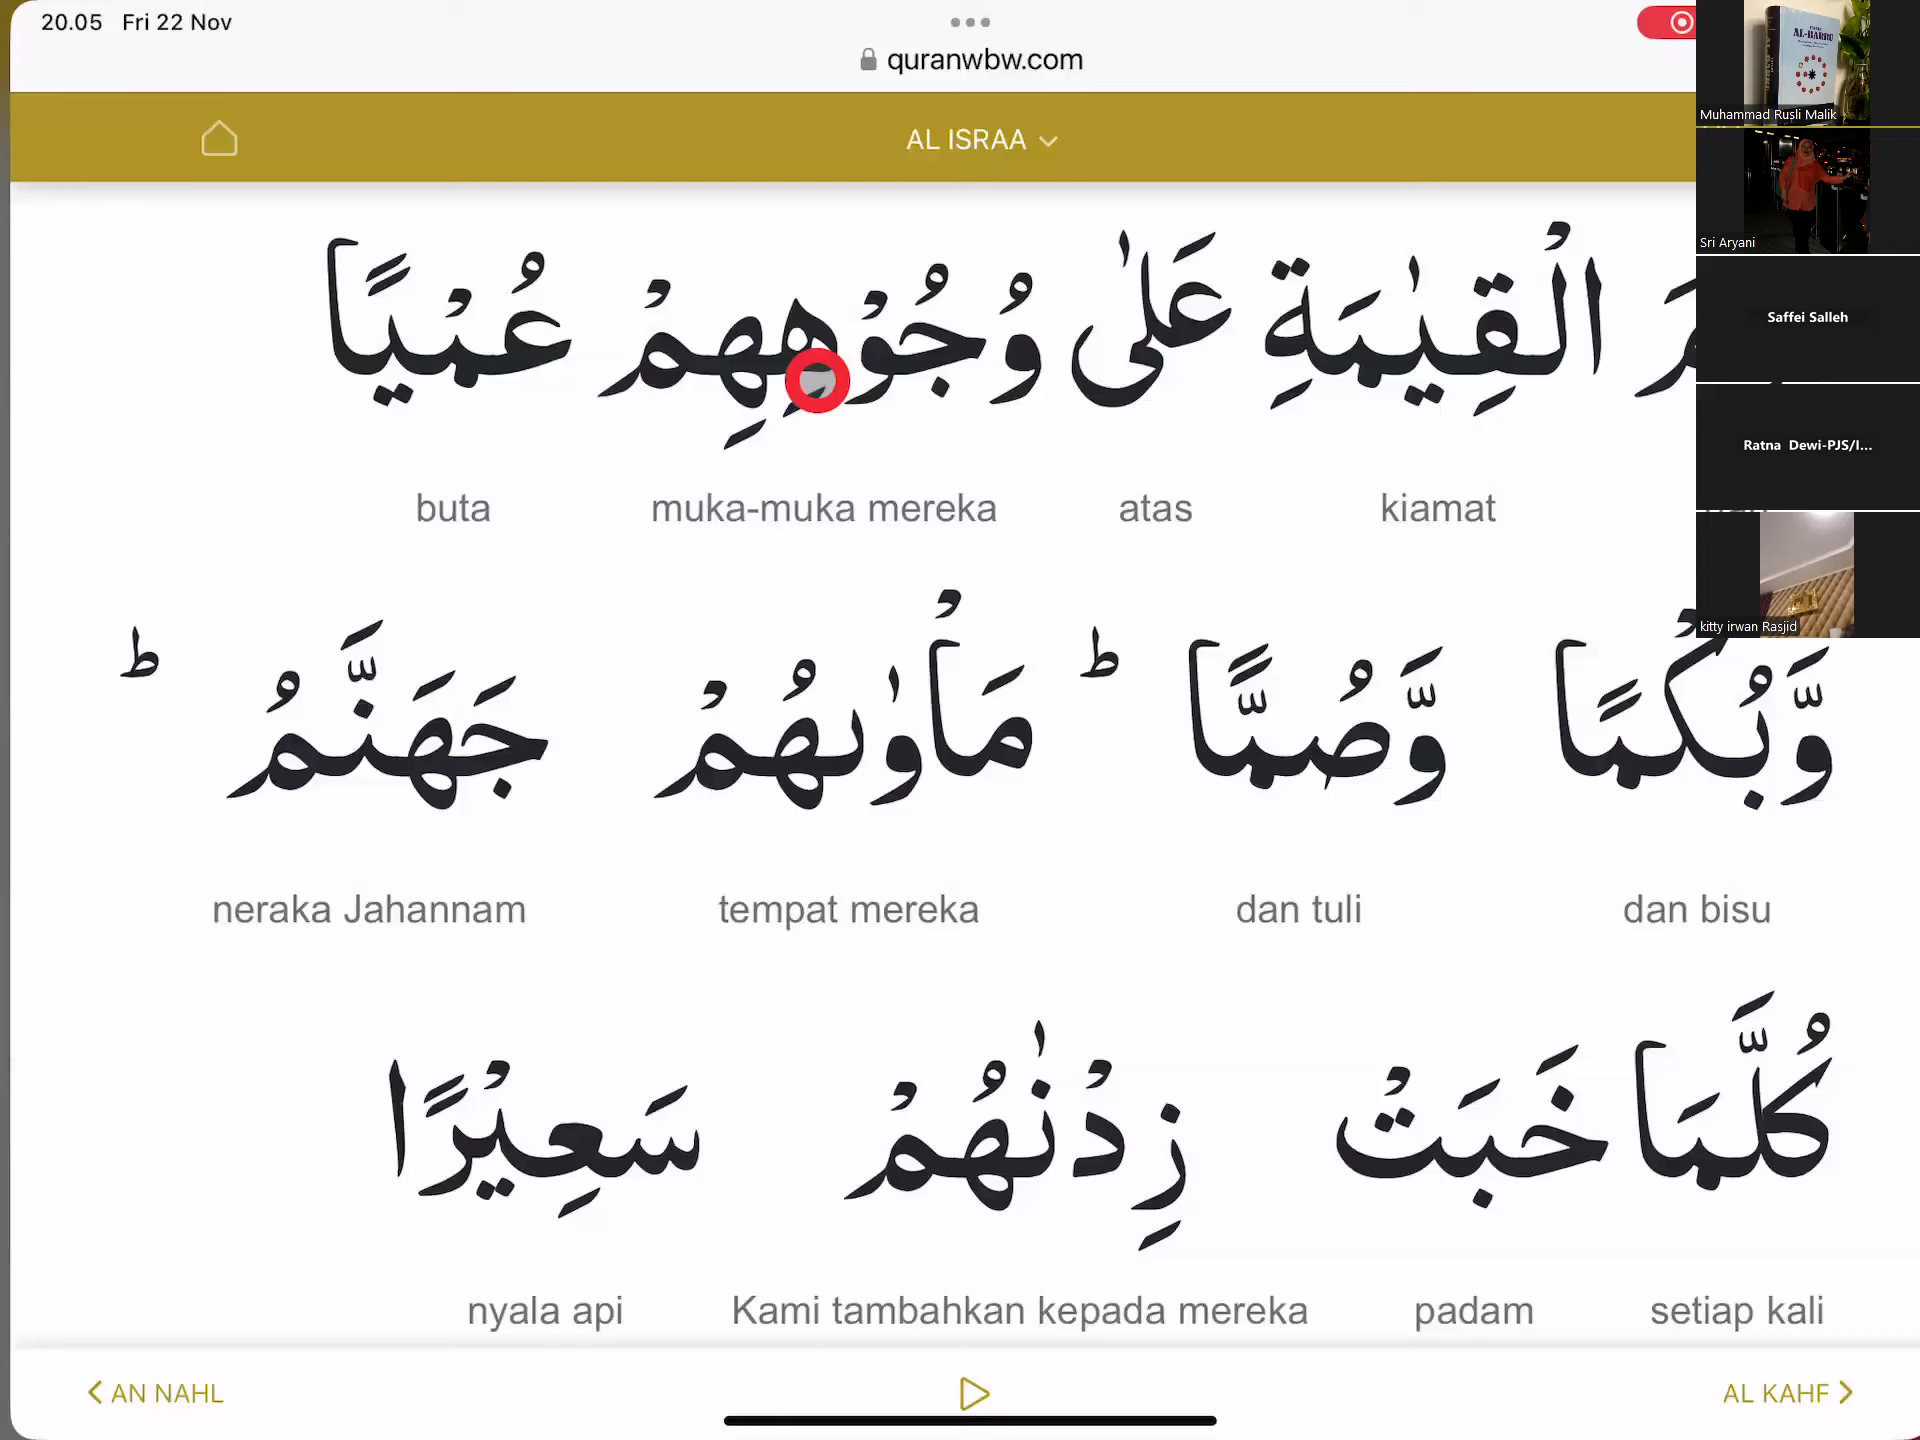 20.05 Fri 22 Nov
quranwbw.com
AL ISRAA
الْقِيٰمَةِ عَلٰى وُجُوْهِهِمْ عُمْيًا
kiamat atas muka-muka mereka buta
وَّبُكْمًا وَّصُمًّا ؕ مَاْوٰىهُمْ جَهَنَّمُ ؕ
dan bisu dan tuli tempat mereka neraka Jahannam
كُلَّمَا خَبَتْ زِدْنٰهُمْ سَعِيْرًا
setiap kali padam Kami tambahkan kepada mereka nyala api
AN NAHL
AL KAHF
AL-BARRU
Muhammad Rusli Malik
Sri Aryani
Saffei Salleh
Ratna Dewi-PJS/I...
kitty irwan Rasjid